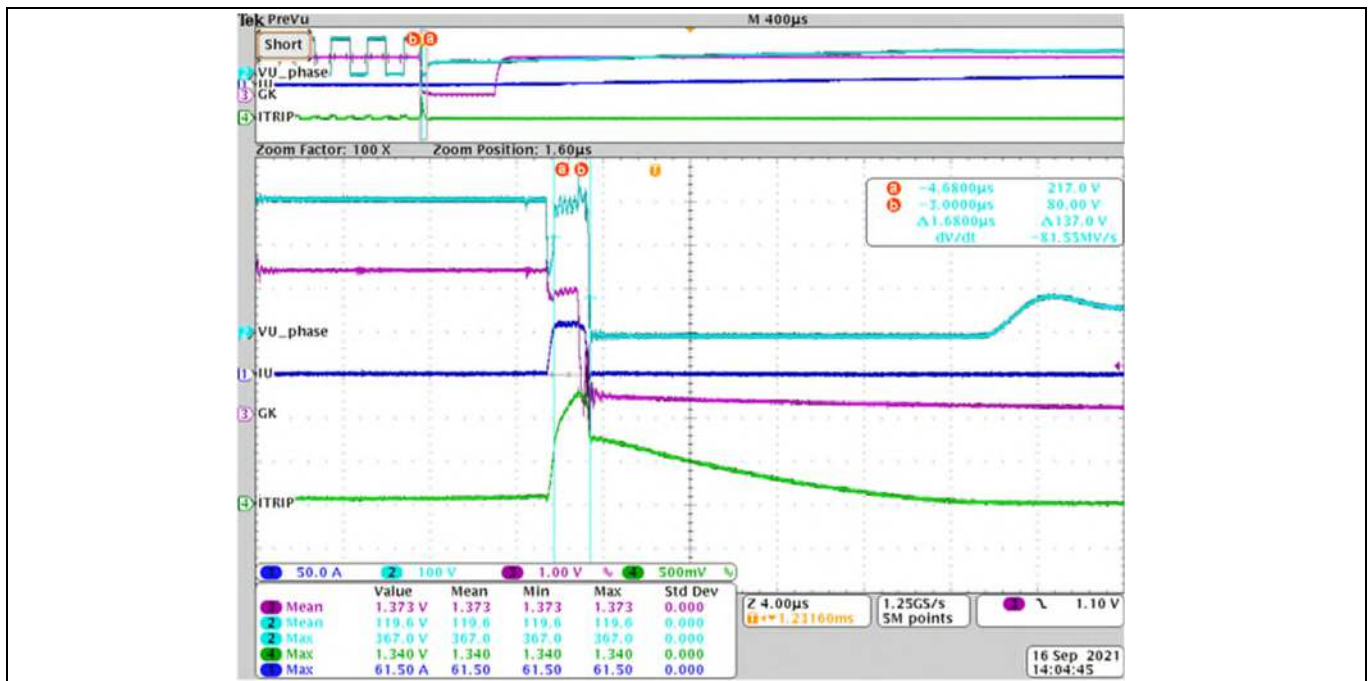 Tek PreVu M 400µs
Short
b a
2 VU_phase
1 IU
3 GK
4 ITRIP
Zoom Factor: 100 X Zoom Position: 1.60µs
a b T
a -4.6800µs 217.0 V
b -3.0000µs 80.00 V
Δ1.6800µs Δ137.0 V
dV/dt -81.55MV/s
2 VU_phase
1 IU
3 GK
4 ITRIP
1 50.0 A 2 100 V 3 1.00 V 4 500mV
Value Mean Min Max Std Dev
3 Mean 1.373 V 1.373 1.373 1.373 0.000
2 Mean 119.6 V 119.6 119.6 119.6 0.000
2 Max 367.0 V 367.0 367.0 367.0 0.000
4 Max 1.340 V 1.340 1.340 1.340 0.000
1 Max 61.50 A 61.50 61.50 61.50 0.000
Z 4.00µs
1.23160ms
1.25GS/s
5M points
3 1.10 V
16 Sep 2021
14:04:45